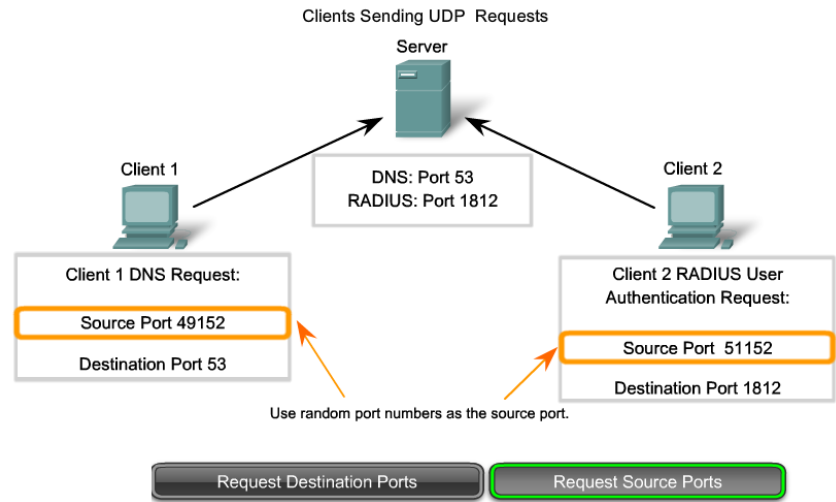 Clients Sending UDP Requests
Server
Client 1
Client 2
DNS: Port 53
RADIUS: Port 1812
Client 1 DNS Request:
Source Port 49152
Destination Port 53
Client 2 RADIUS User
Authentication Request:
Source Port 51152
Destination Port 1812
Use random port numbers as the source port.
Request Destination Ports
Request Source Ports